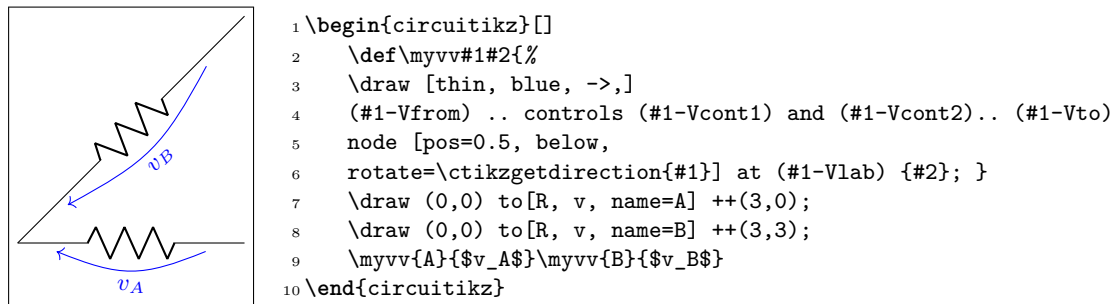 v_B
v_A
1 \begin{circuitikz}[]
2 \def\myvv#1#2{%
3 \draw [thin, blue, ->,]
4 (#1-Vfrom) .. controls (#1-Vcont1) and (#1-Vcont2).. (#1-Vto)
5 node [pos=0.5, below,
6 rotate=\ctikzgetdirection{#1}] at (#1-Vlab) {#2}; }
7 \draw (0,0) to[R, v, name=A] ++(3,0);
8 \draw (0,0) to[R, v, name=B] ++(3,3);
9 \myvv{A}{$v_A$}\myvv{B}{$v_B$}
10 \end{circuitikz}